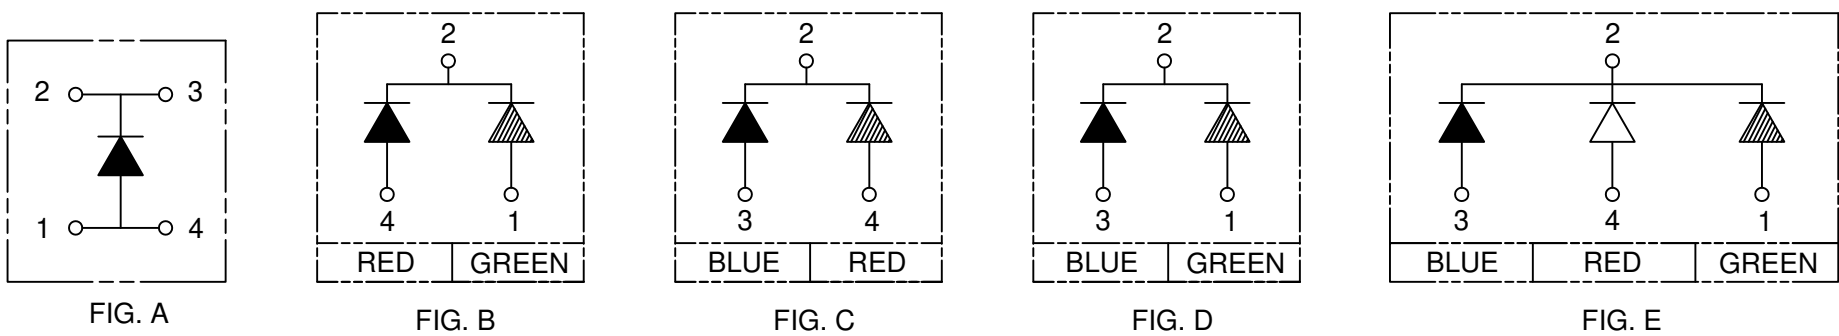 2 3
1 4
FIG. A
2
4 1
RED GREEN
FIG. B
2
3 4
BLUE RED
FIG. C
2
3 1
BLUE GREEN
FIG. D
2
3 4 1
BLUE RED GREEN
FIG. E